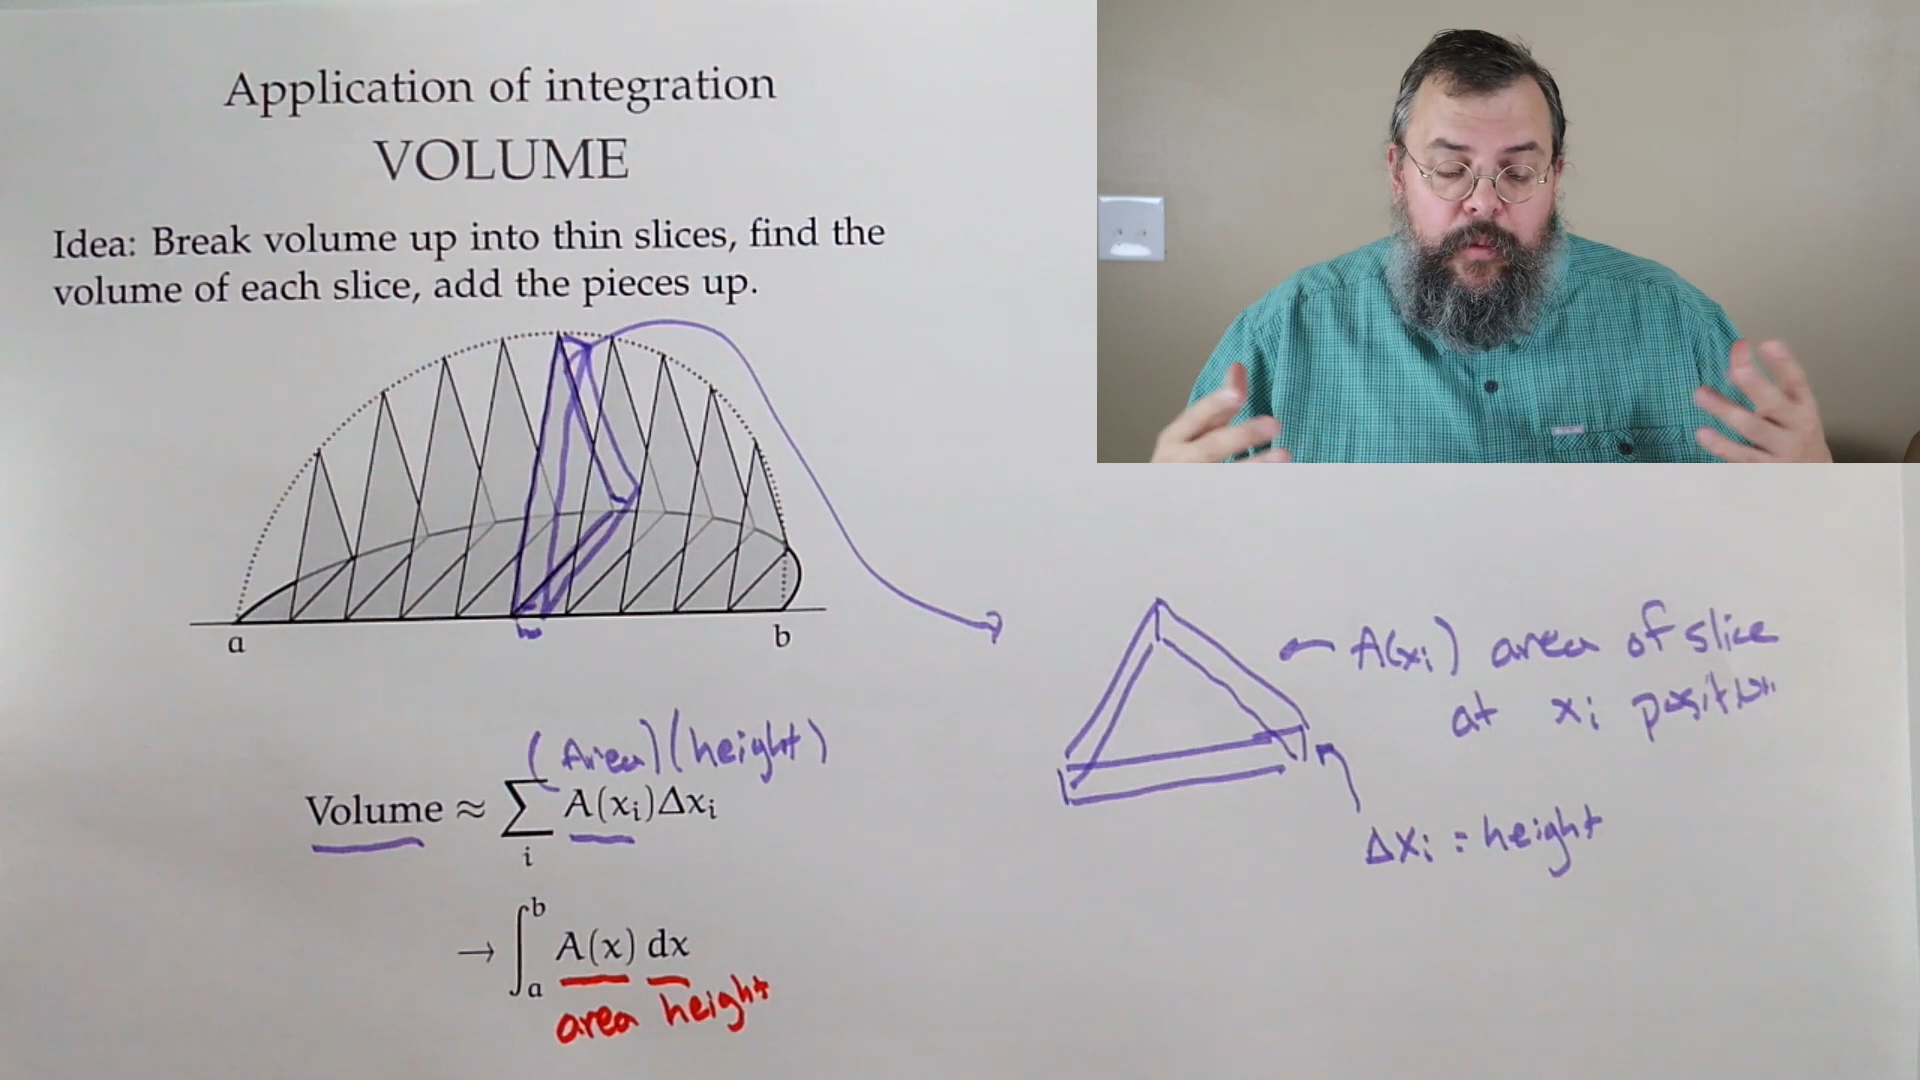 Application of integration
VOLUME
Idea: Break volume up into thin slices, find the
volume of each slice, add the pieces up.
a
b
(Area)(height)
Volume ≈ ∑ A(xᵢ)Δxᵢ
i
→ ∫ₐᵇ A(x) dx
area height
A(xᵢ) area of slice
at xᵢ position
Δxᵢ = height